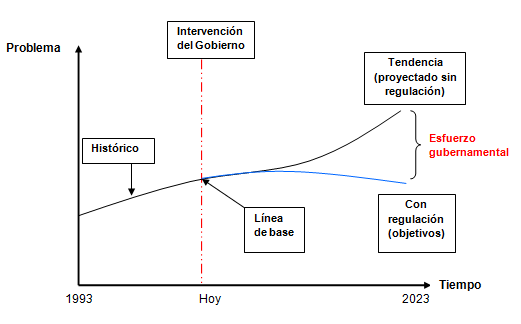 Intervención
del Gobierno
Problema
Tendencia
(proyectado sin
regulación)
Esfuerzo
gubernamental
Histórico
Línea
de base
Con
regulación
(objetivos)
Tiempo
1993
Hoy
2023